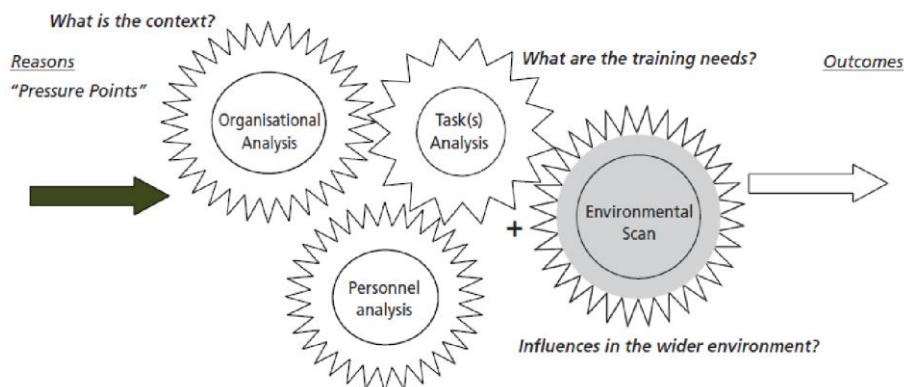 What is the context?
Reasons
"Pressure Points"
What are the training needs?
Outcomes
Organisational
Analysis
Task(s)
Analysis
Environmental
Scan
+
Personnel
analysis
Influences in the wider environment?